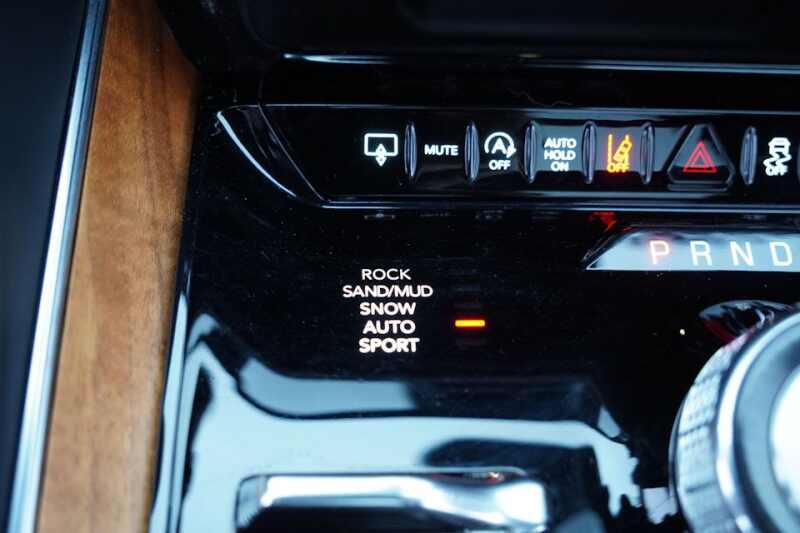 MUTE
A
OFF
AUTO
HOLD
ON
OFF
OFF
P R N D
ROCK
SAND/MUD
SNOW
AUTO
SPORT